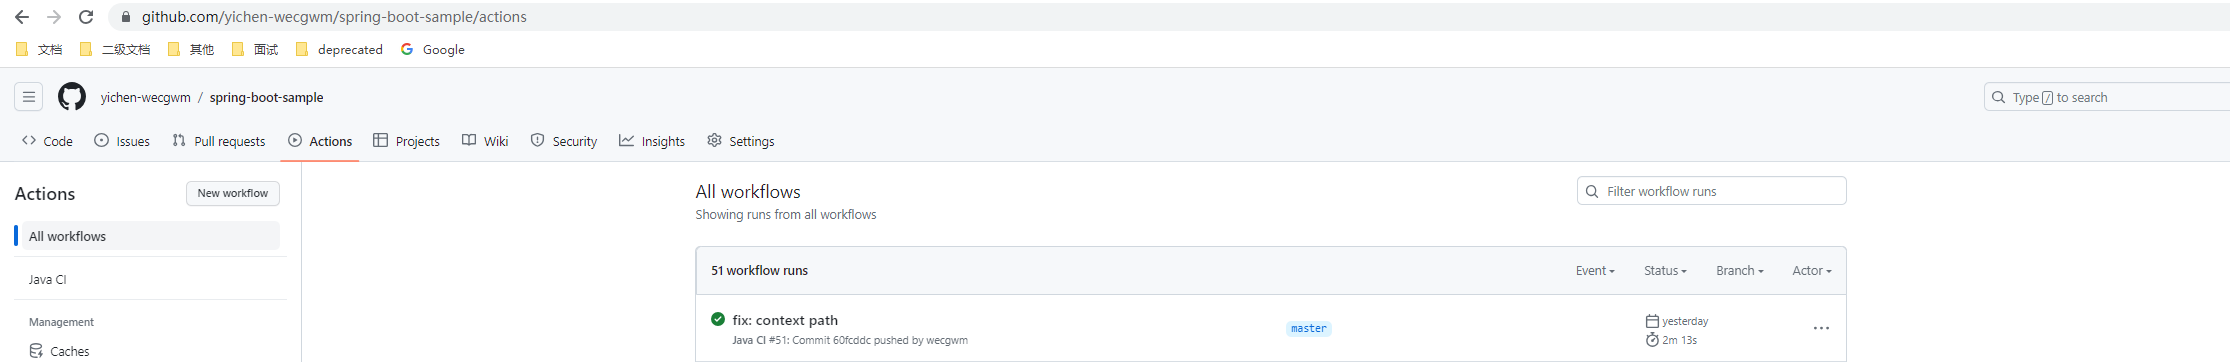 github.com/yichen-wecgwm/spring-boot-sample/actions
文档 二级文档 其他 面试 deprecated Google
yichen-wecgwm / spring-boot-sample
Type / to search
Code Issues Pull requests Actions Projects Wiki Security Insights Settings
Actions New workflow
All workflows
Java CI
Management
Caches
All workflows
Showing runs from all workflows
Filter workflow runs
51 workflow runs Event Status Branch Actor
fix: context path
Java CI #51: Commit 60fcddc pushed by wecgwm
master
yesterday
2m 13s